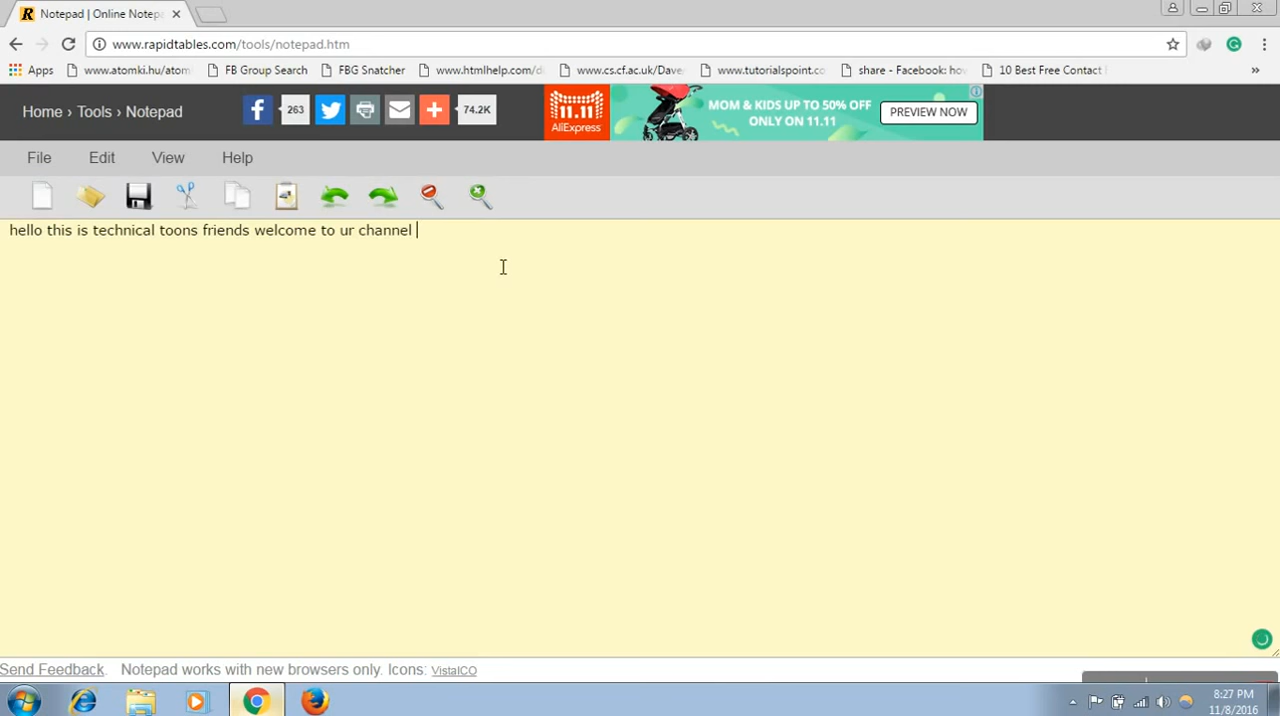 Notepad | Online Notep
www.rapidtables.com/tools/notepad.htm
Apps www.atomki.hu/atom FB Group Search FBG Snatcher www.htmlhelp.com/d www.cs.cf.ac.uk/Dave www.tutorialspoint.co share - Facebook: how 10 Best Free Contact »
Home › Tools › Notepad 263 74.2K
11.11
AliExpress
MOM & KIDS UP TO 50% OFF
ONLY ON 11.11
PREVIEW NOW
File Edit View Help
hello this is technical toons friends welcome to ur channel
Send Feedback. Notepad works with new browsers only. Icons: VistaICO
8:27 PM
11/8/2016